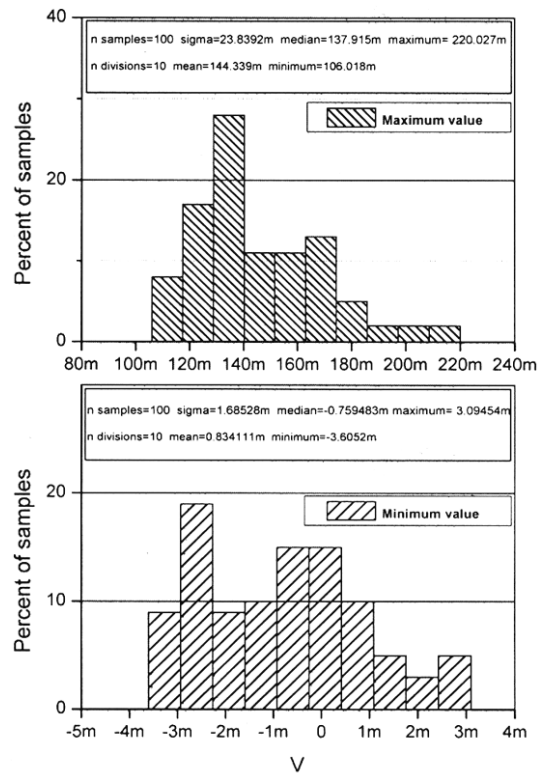 40
n samples=100 sigma=23.8392m median=137.915m maximum= 220.027m
n divisions=10 mean=144.339m minimum=106.018m
Maximum value
Percent of samples
20
0
80m 100m 120m 140m 160m 180m 200m 220m 240m
n samples=100 sigma=1.68528m median=-0.759483m maximum= 3.09454m
n divisions=10 mean=0.834111m minimum=-3.6052m
20
Minimum value
Percent of samples
10
0
-5m -4m -3m -2m -1m 0 1m 2m 3m 4m
V